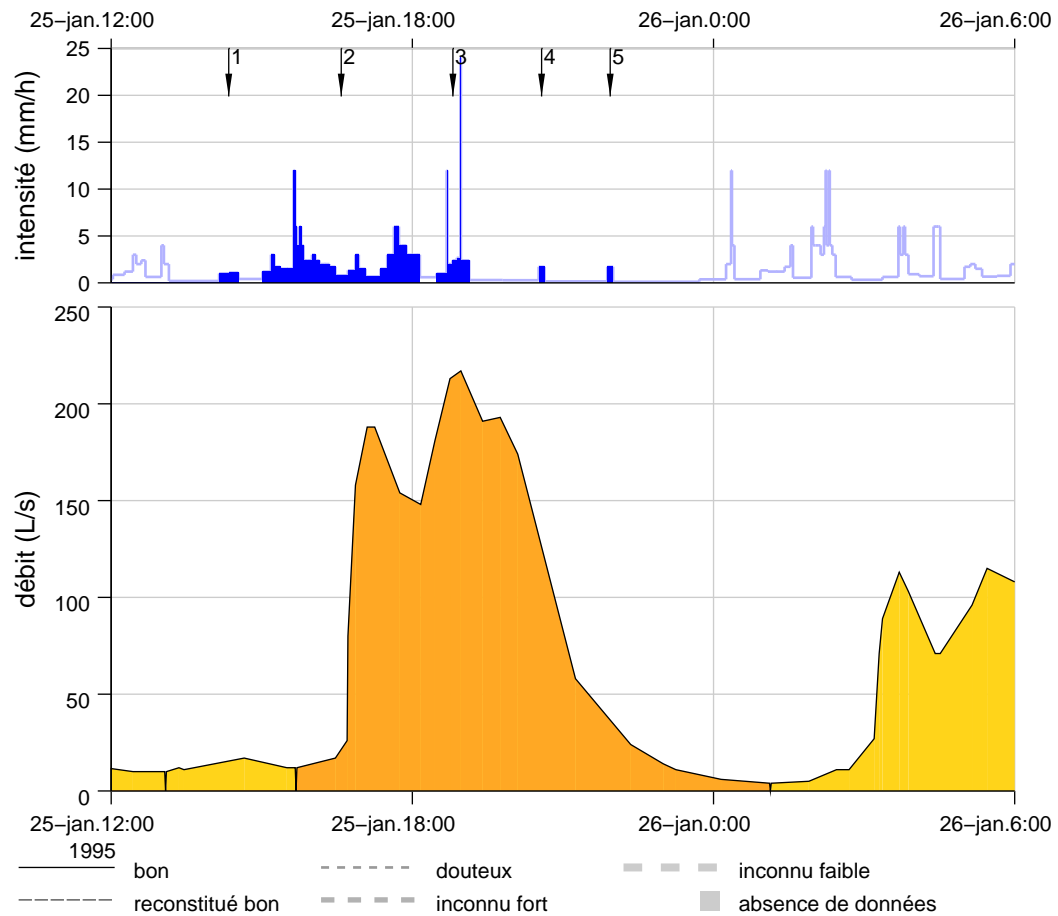 25−jan.12:00 25−jan.18:00 26−jan.0:00 26−jan.6:00
25
20
15
10
5
0
intensité (mm/h)
1 2 3 4 5
250
200
150
100
50
0
débit (L/s)
25−jan.12:00 25−jan.18:00 26−jan.0:00 26−jan.6:00
1995
bon douteux inconnu faible
reconstitué bon inconnu fort absence de données